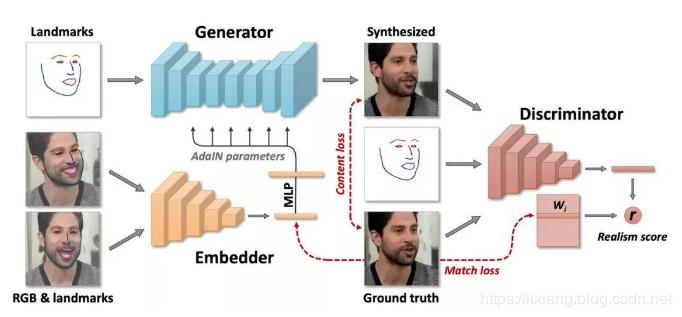 Landmarks
Generator
Synthesized
Discriminator
AdaIN parameters
MLP
Content loss
Embedder
RGB & landmarks
Match loss
Ground truth
Wᵢ
r
Realism score
https://lixiang.blog.csdn.net